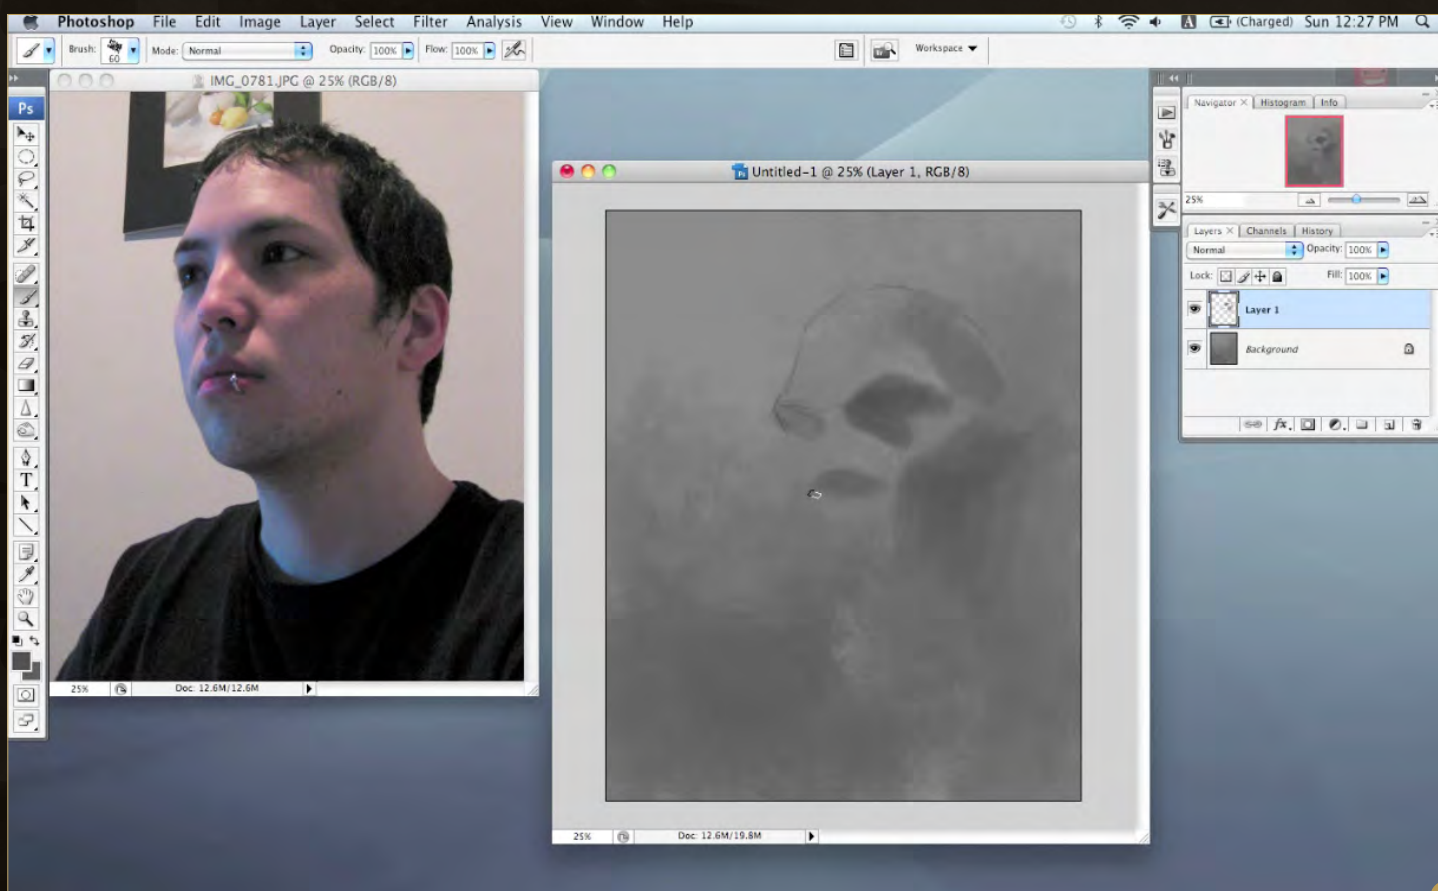 Photoshop File Edit Image Layer Select Filter Analysis View Window Help (Charged) Sun 12:27 PM
Brush: 60 Mode: Normal Opacity: 100% Flow: 100% Workspace
IMG_0781.JPG @ 25% (RGB/8)
Ps
T
25% Doc: 12.6M/12.6M
Untitled-1 @ 25% (Layer 1, RGB/8)
25% Doc: 12.6M/19.8M
Navigator × Histogram Info
25%
Layers × Channels History
Normal Opacity: 100%
Lock: Fill: 100%
Layer 1
Background
fx.